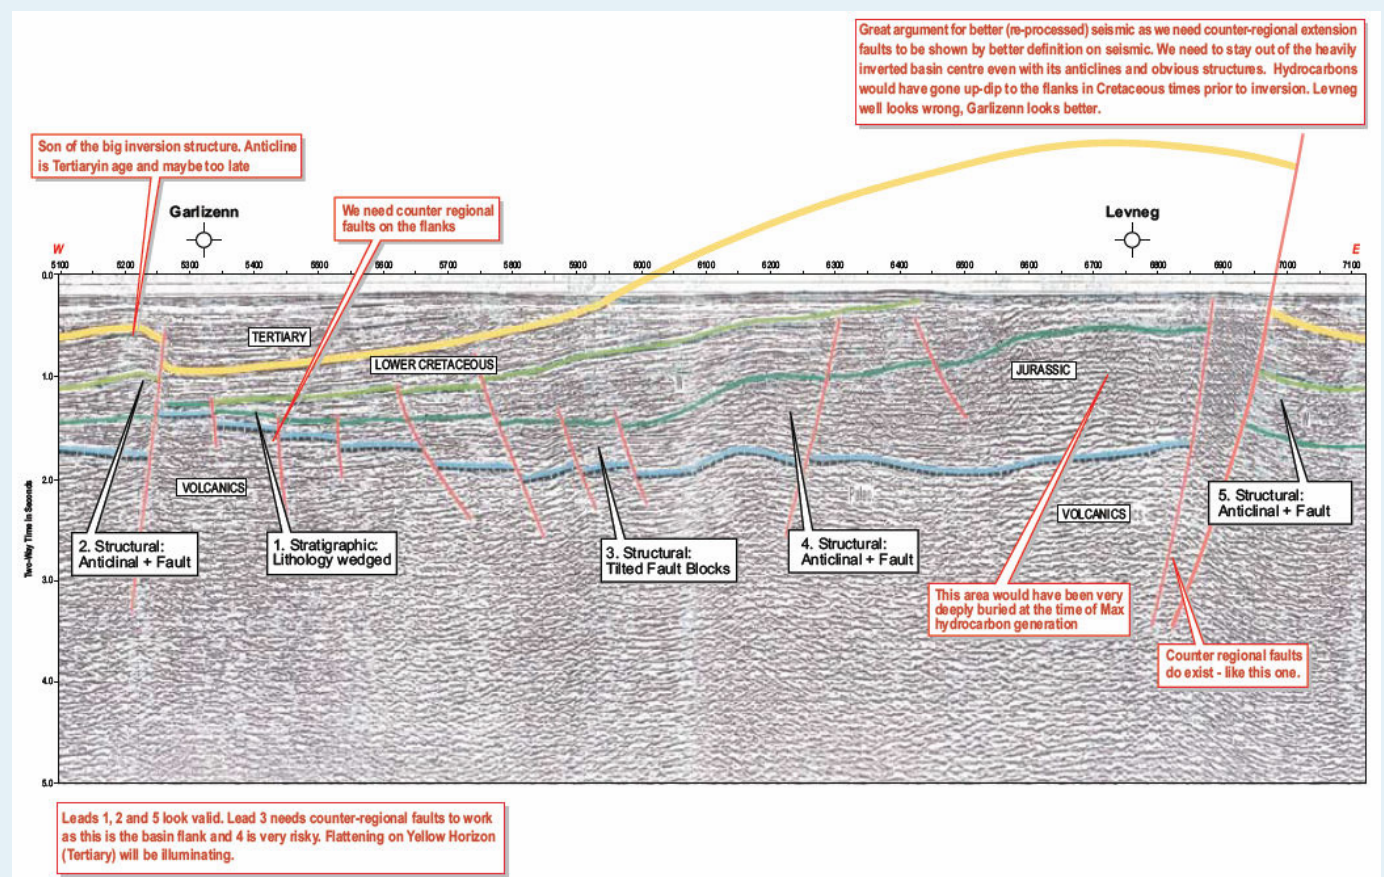 Great argument for better (re-processed) seismic as we need counter-regional extension
faults to be shown by better definition on seismic. We need to stay out of the heavily
inverted basin centre even with its anticlines and obvious structures. Hydrocarbons
would have gone up-dip to the flanks in Cretaceous times prior to inversion. Levneg
well looks wrong, Garlizenn looks better.
Son of the big inversion structure. Anticline
is Tertiaryin age and maybe too late
We need counter regional
faults on the flanks
Garlizenn
Levneg
W
E
5100 5200 5300 5400 5500 5600 5700 5800 5900 6000 6100 6200 6300 6400 6500 6600 6700 6800 6900 7000 7100
0.0
1.0
2.0
3.0
4.0
5.0
Two-Way Time in Seconds
TERTIARY
LOWER CRETACEOUS
JURASSIC
VOLCANICS
VOLCANICS
2. Structural:
Anticlinal + Fault
1. Stratigraphic:
Lithology wedged
3. Structural:
Tilted Fault Blocks
4. Structural:
Anticlinal + Fault
5. Structural:
Anticlinal + Fault
This area would have been very
deeply buried at the time of Max
hydrocarbon generation
Counter regional faults
do exist - like this one.
Leads 1, 2 and 5 look valid. Lead 3 needs counter-regional faults to work
as this is the basin flank and 4 is very risky. Flattening on Yellow Horizon
(Tertiary) will be illuminating.